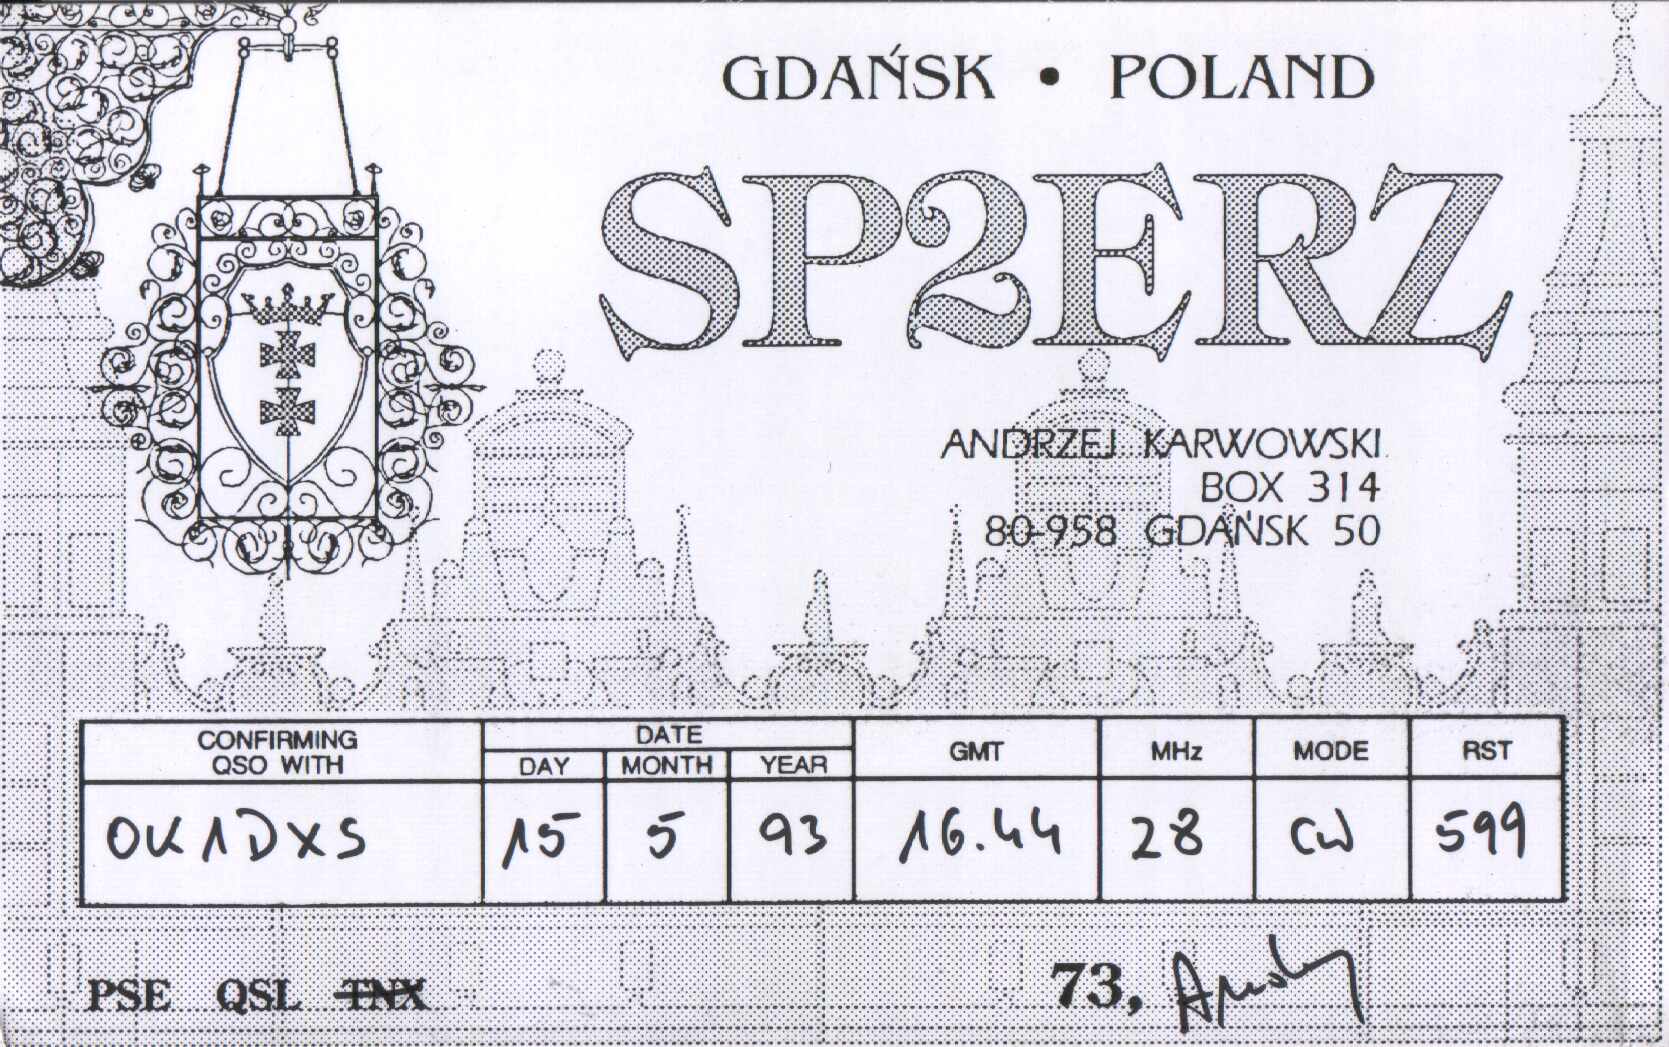 GDAŃSK • POLAND
SP2ERZ
ANDRZEJ KARWOWSKI
BOX 314
80-958 GDAŃSK 50
CONFIRMING QSO WITH DATE DAY MONTH YEAR GMT MHz MODE RST
OK1DXS 15 5 93 16.44 28 CW 599
PSE QSL TNX 73, Andy